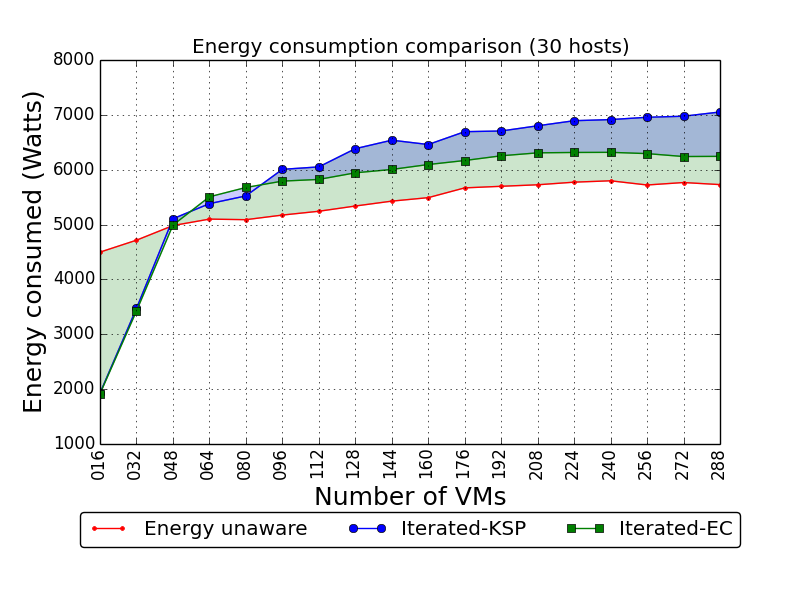 Energy consumption comparison (30 hosts)
8000
7000
6000
5000
4000
3000
2000
1000
Energy consumed (Watts)
016 032 048 064 080 096 112 128 144 160 176 192 208 224 240 256 272 288
Number of VMs
Energy unaware Iterated-KSP Iterated-EC